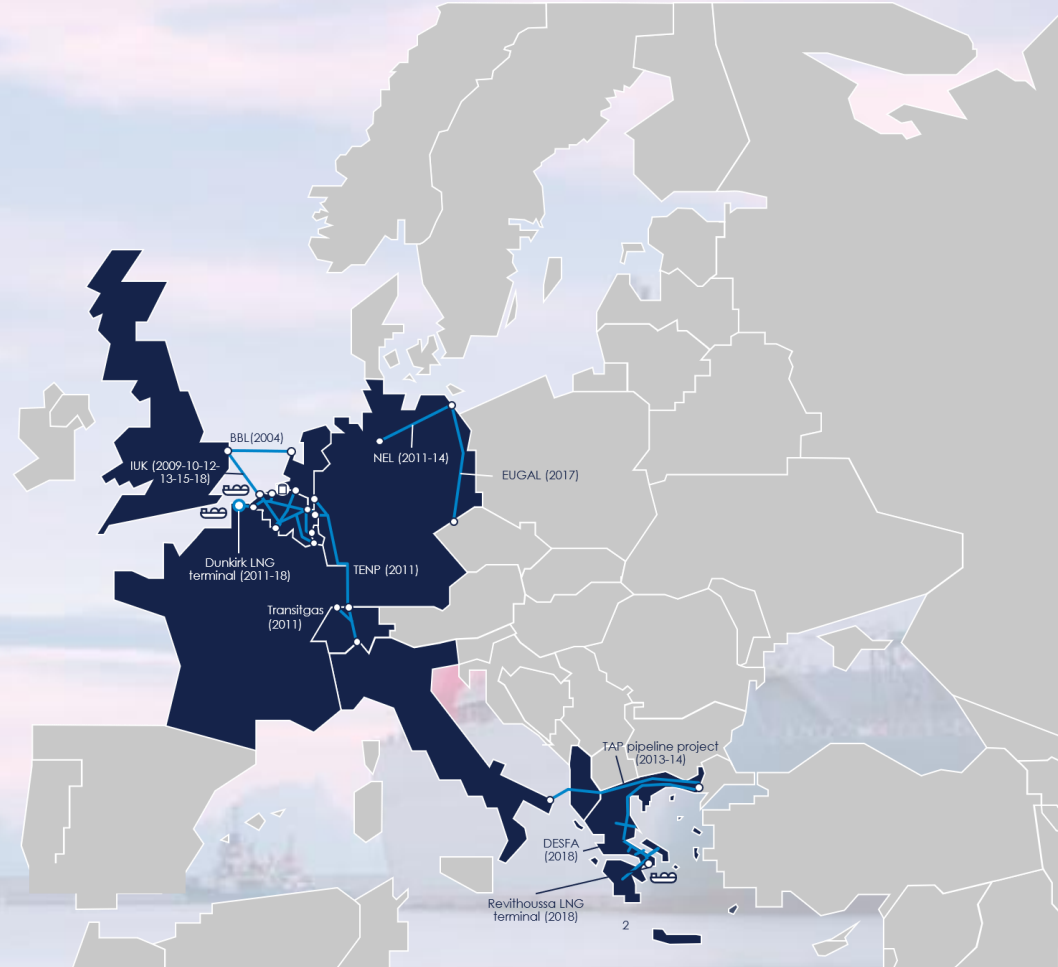 BBL(2004)
IUK (2009-10-12-
13-15-18)
NEL (2011-14)
EUGAL (2017)
Dunkirk LNG
terminal (2011-18)
TENP (2011)
Transitgas
(2011)
TAP pipeline project
(2013-14)
DESFA
(2018)
Revithoussa LNG
terminal (2018)
2